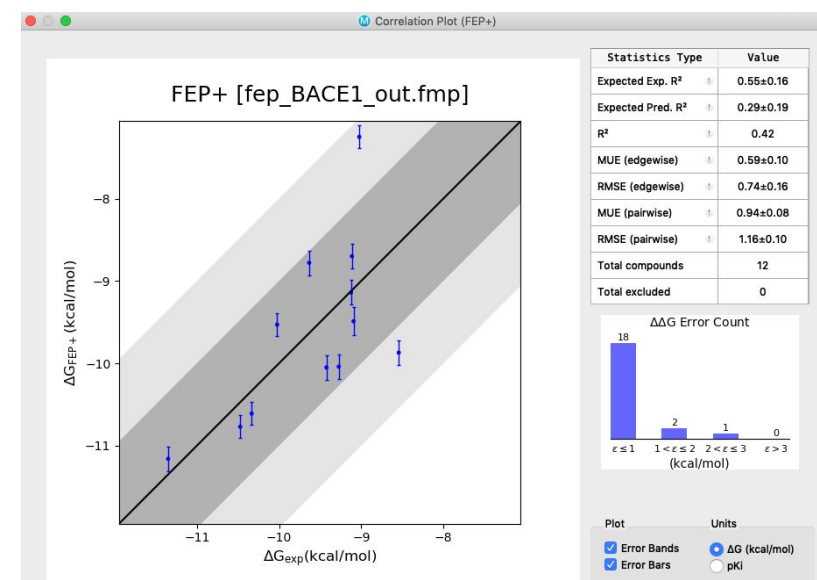 M Correlation Plot (FEP+)
FEP+ [fep_BACE1_out.fmp]
−8
−9
−10
−11
ΔG_FEP+ (kcal/mol)
−11 −10 −9 −8
ΔG_exp(kcal/mol)
Statistics Type Value
Expected Exp. R² 0.55±0.16
Expected Pred. R² 0.29±0.19
R² 0.42
MUE (edgewise) 0.59±0.10
RMSE (edgewise) 0.74±0.16
MUE (pairwise) 0.94±0.08
RMSE (pairwise) 1.16±0.10
Total compounds 12
Total excluded 0
ΔΔG Error Count
18 2 1 0
ε ≤ 1 1 < ε ≤ 2 2 < ε ≤ 3 ε > 3
(kcal/mol)
Plot Units
Error Bands ΔG (kcal/mol)
Error Bars pKi